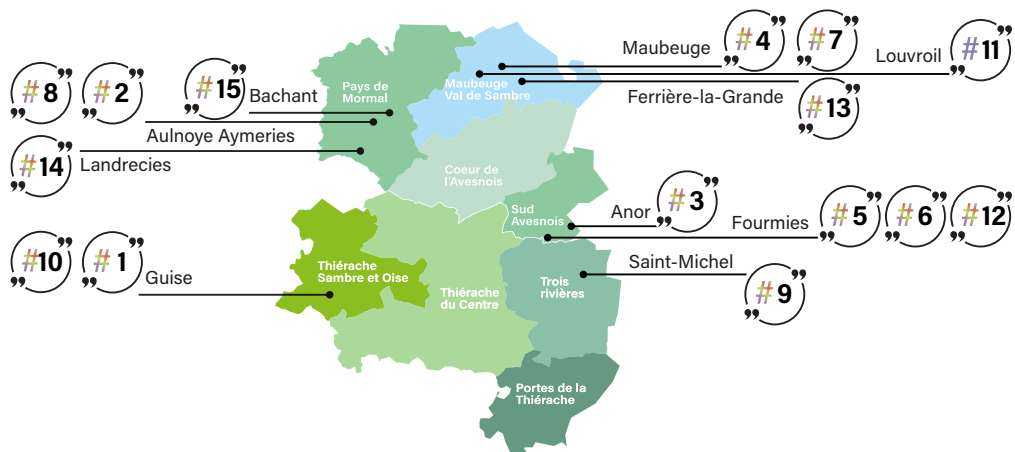 #4
#7
Maubeuge
Louvroil
#11
#8
#2
#15
Bachant
Pays de
Mormal
Maubeuge
Val de Sambre
Ferrière-la-Grande
#13
Aulnoye Aymeries
#14
Landrecies
Coeur de
l'Avesnois
Sud
Avesnois
Anor
#3
Fourmies
#5
#6
#12
#10
#1
Guise
Thiérache
Sambre et Oise
Thiérache
du Centre
Trois
rivières
Saint-Michel
#9
Portes de la
Thiérache